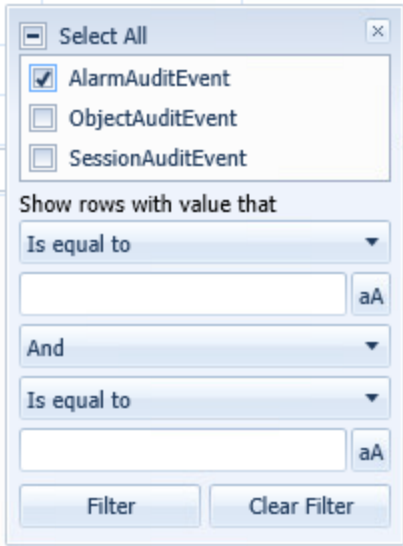 Select All
AlarmAuditEvent
ObjectAuditEvent
SessionAuditEvent
Show rows with value that
Is equal to
aA
And
Is equal to
aA
Filter Clear Filter